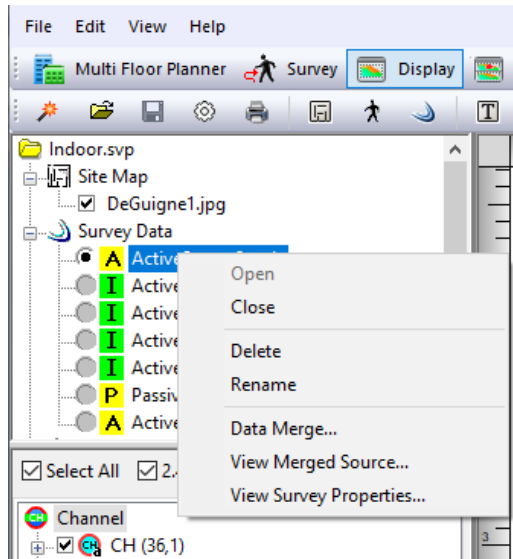 File Edit View Help
Multi Floor Planner Survey Display
T
Indoor.svp
Site Map
DeGuigne1.jpg
Survey Data
A
I Active
I Active
I Active
I Active
P
A Active
Open
Close
Delete
Rename
Data Merge...
View Merged Source...
View Survey Properties...
Select All
CH Channel
CH (36,1)
3